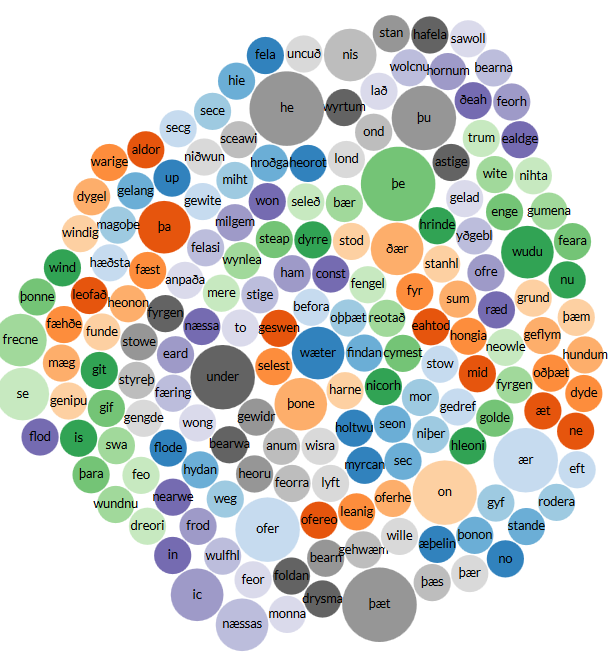 stan
hafela
sawoll
fela
uncuð
nis
wolcnu
hornum
bearna
hie
lað
ðeah
feorh
sece
he
wyrtum
þu
secg
sceawi
ond
trum
ealdge
aldor
niðwun
hroðga
heorot
lond
astige
warige
up
miht
þe
wite
nihta
dygel
gelang
gewite
won
seleð
bær
gelad
enge
gumena
windig
magoþe
þa
milgem
hrinde
yðgebl
felasi
steap
dyrre
stod
ðær
wudu
feara
wind
hæðsta
fæst
wynlea
stanhl
ofre
nu
þonne
leofað
heonon
anpaða
mere
stige
ham
const
fengel
fyr
sum
ræd
grund
þæm
fæhðe
funde
fyrgen
næssa
to
geswen
befora
oþþæt
reotað
eahtod
hongia
geflym
frecne
stowe
eard
wæter
findan
cymest
stow
neowle
hundum
mæg
git
styreþ
under
selest
mid
fyrgen
oðþæt
dyde
se
genipu
gif
færing
þone
harne
nicorh
mor
gedref
golde
æt
ne
gengde
wong
gewidr
holtwu
seon
niþer
flod
is
swa
flode
bearwa
anum
wisra
hleoni
þara
feo
hydan
heoru
feorra
lyft
myrcan
sec
ær
eft
wundnu
nearwe
weg
leanig
oferhe
on
gyf
rodera
dreori
frod
ofer
ofereo
wille
æþelin
þonon
stande
in
wulfhl
bearm
gehwæm
no
feor
foldan
þæs
þær
ic
drysma
þæt
næssas
monna